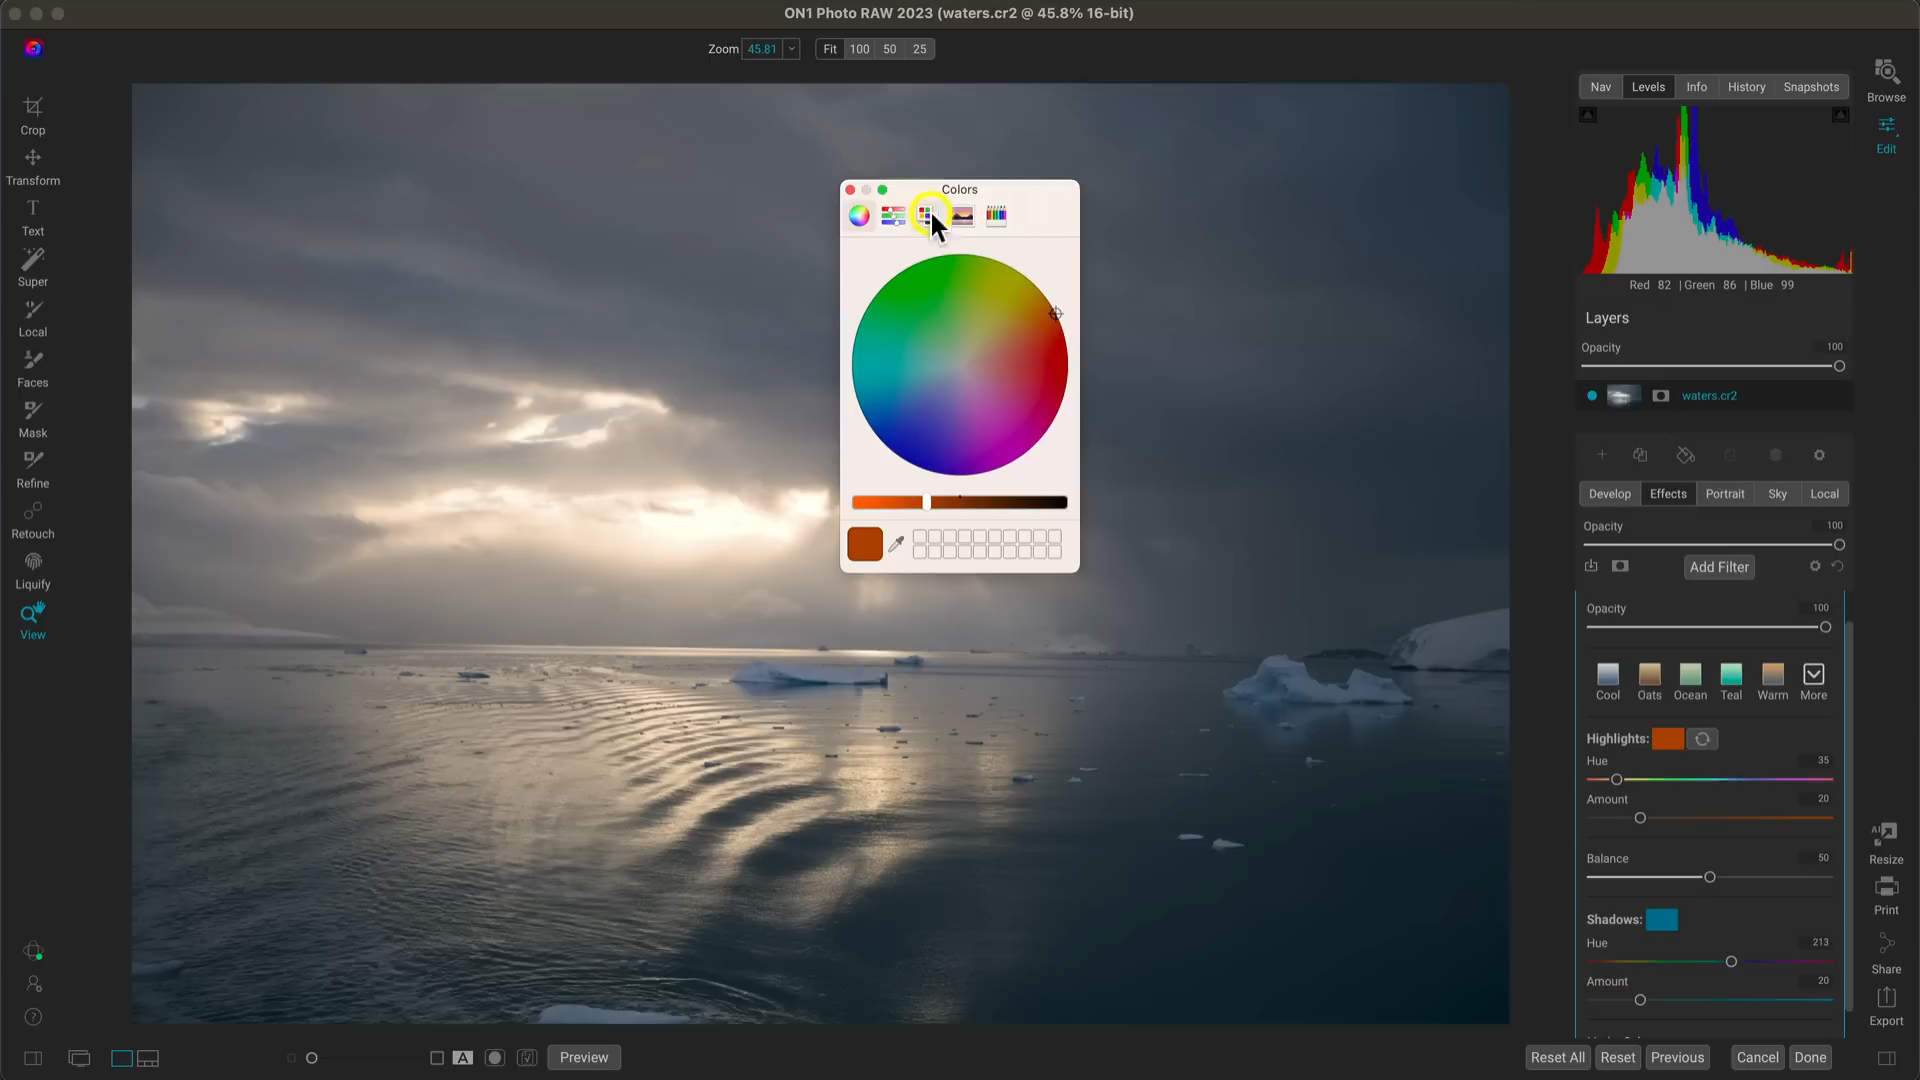 ON1 Photo RAW 2023 (waters.cr2 @ 45.8% 16-bit)
Zoom 45.81 Fit 100 50 25
Crop
Transform
Text
Super
Local
Faces
Mask
Refine
Retouch
Liquify
View
Colors
Nav Levels Info History Snapshots
Browse
Edit
Red 82 | Green 86 | Blue 99
Layers
Opacity 100
waters.cr2
Develop Effects Portrait Sky Local
Opacity 100
Add Filter
Opacity 100
Cool Oats Ocean Teal Warm More
Highlights:
Hue 35
Amount 20
Balance 50
Shadows:
Hue 213
Amount 20
AI
Resize
Print
Share
Export
A Preview
Reset All Reset Previous Cancel Done